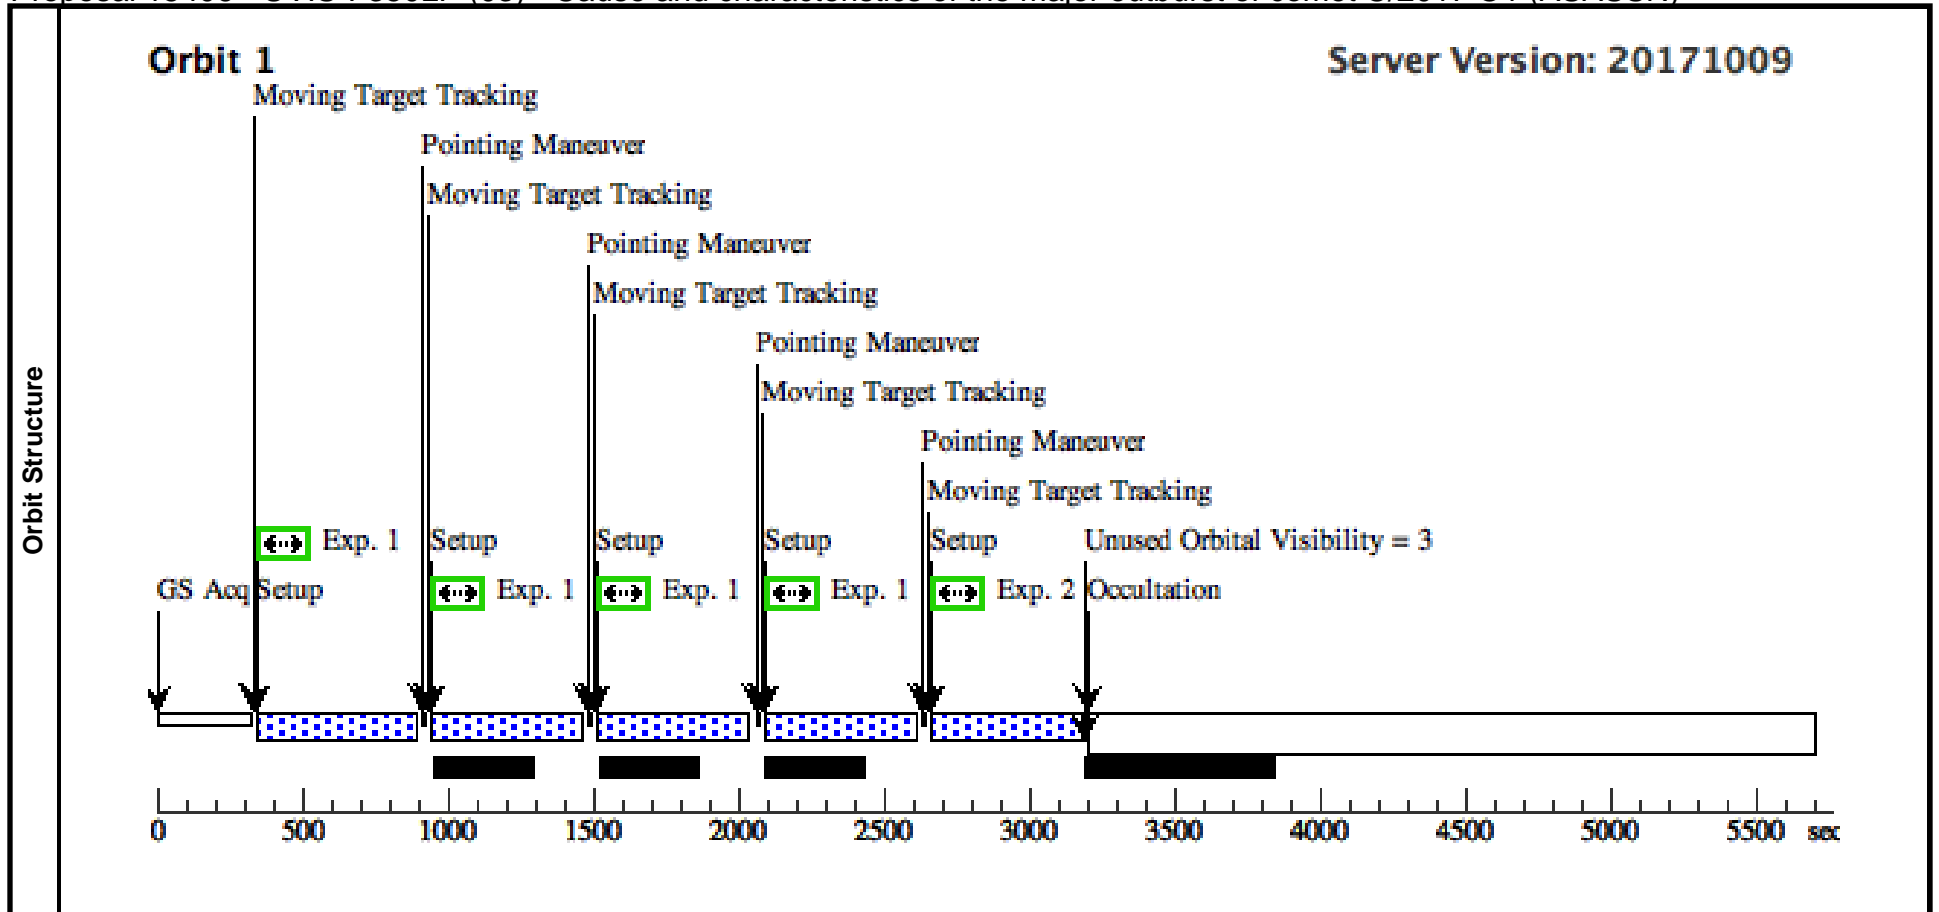 Orbit 1
Server Version: 20171009
Moving Target Tracking
Pointing Maneuver
Moving Target Tracking
Pointing Maneuver
Moving Target Tracking
Pointing Maneuver
Moving Target Tracking
Pointing Maneuver
Moving Target Tracking
Exp. 1 Setup Setup Setup Setup Unused Orbital Visibility = 3
GS Acq Setup Exp. 1 Exp. 1 Exp. 1 Exp. 2 Occultation
0 500 1000 1500 2000 2500 3000 3500 4000 4500 5000 5500 sec
Orbit Structure